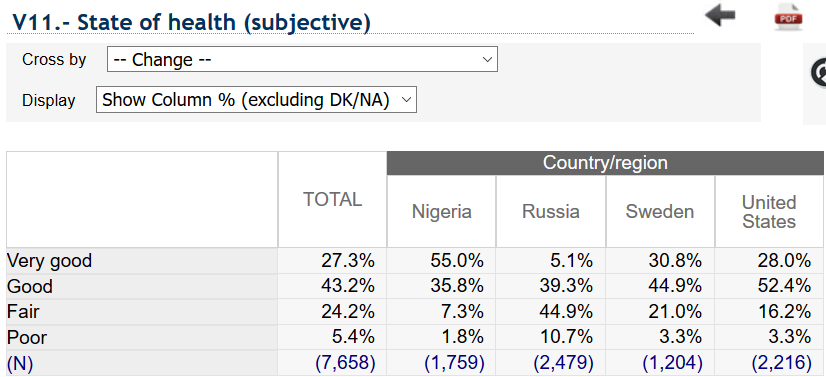 V11.- State of health (subjective)
PDF
Cross by -- Change --
Display Show Column % (excluding DK/NA)
Country/region
TOTAL Nigeria Russia Sweden United States
Very good 27.3% 55.0% 5.1% 30.8% 28.0%
Good 43.2% 35.8% 39.3% 44.9% 52.4%
Fair 24.2% 7.3% 44.9% 21.0% 16.2%
Poor 5.4% 1.8% 10.7% 3.3% 3.3%
(N) (7,658) (1,759) (2,479) (1,204) (2,216)